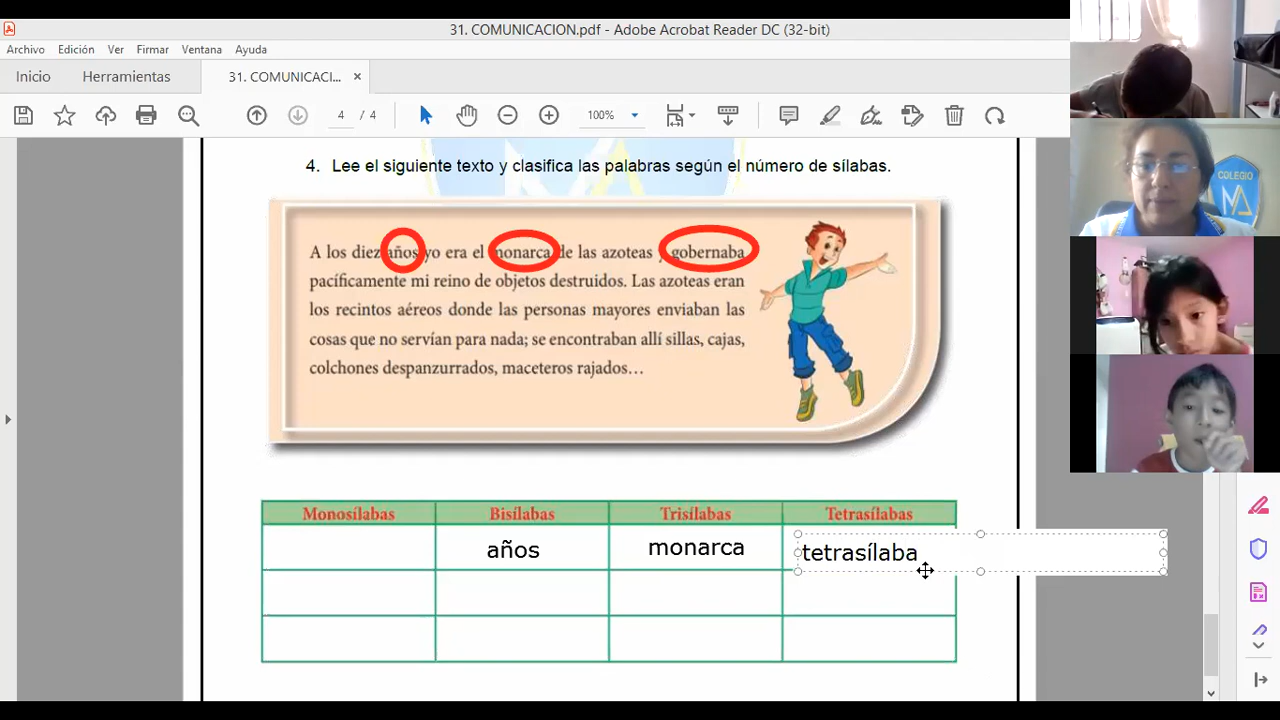 31. COMUNICACION.pdf - Adobe Acrobat Reader DC (32-bit)
Archivo Edición Ver Firmar Ventana Ayuda
Inicio Herramientas 31. COMUNICACI... ×
4 / 4 100%
4. Lee el siguiente texto y clasifica las palabras según el número de sílabas.
A los diez años yo era el monarca de las azoteas y gobernaba
pacíficamente mi reino de objetos destruidos. Las azoteas eran
los recintos aéreos donde las personas mayores enviaban las
cosas que no servían para nada; se encontraban allí sillas, cajas,
colchones despanzurrados, maceteros rajados...
Monosílabas Bisílabas Trisílabas Tetrasílabas
años monarca tetrasílaba
COLEGIO
MA